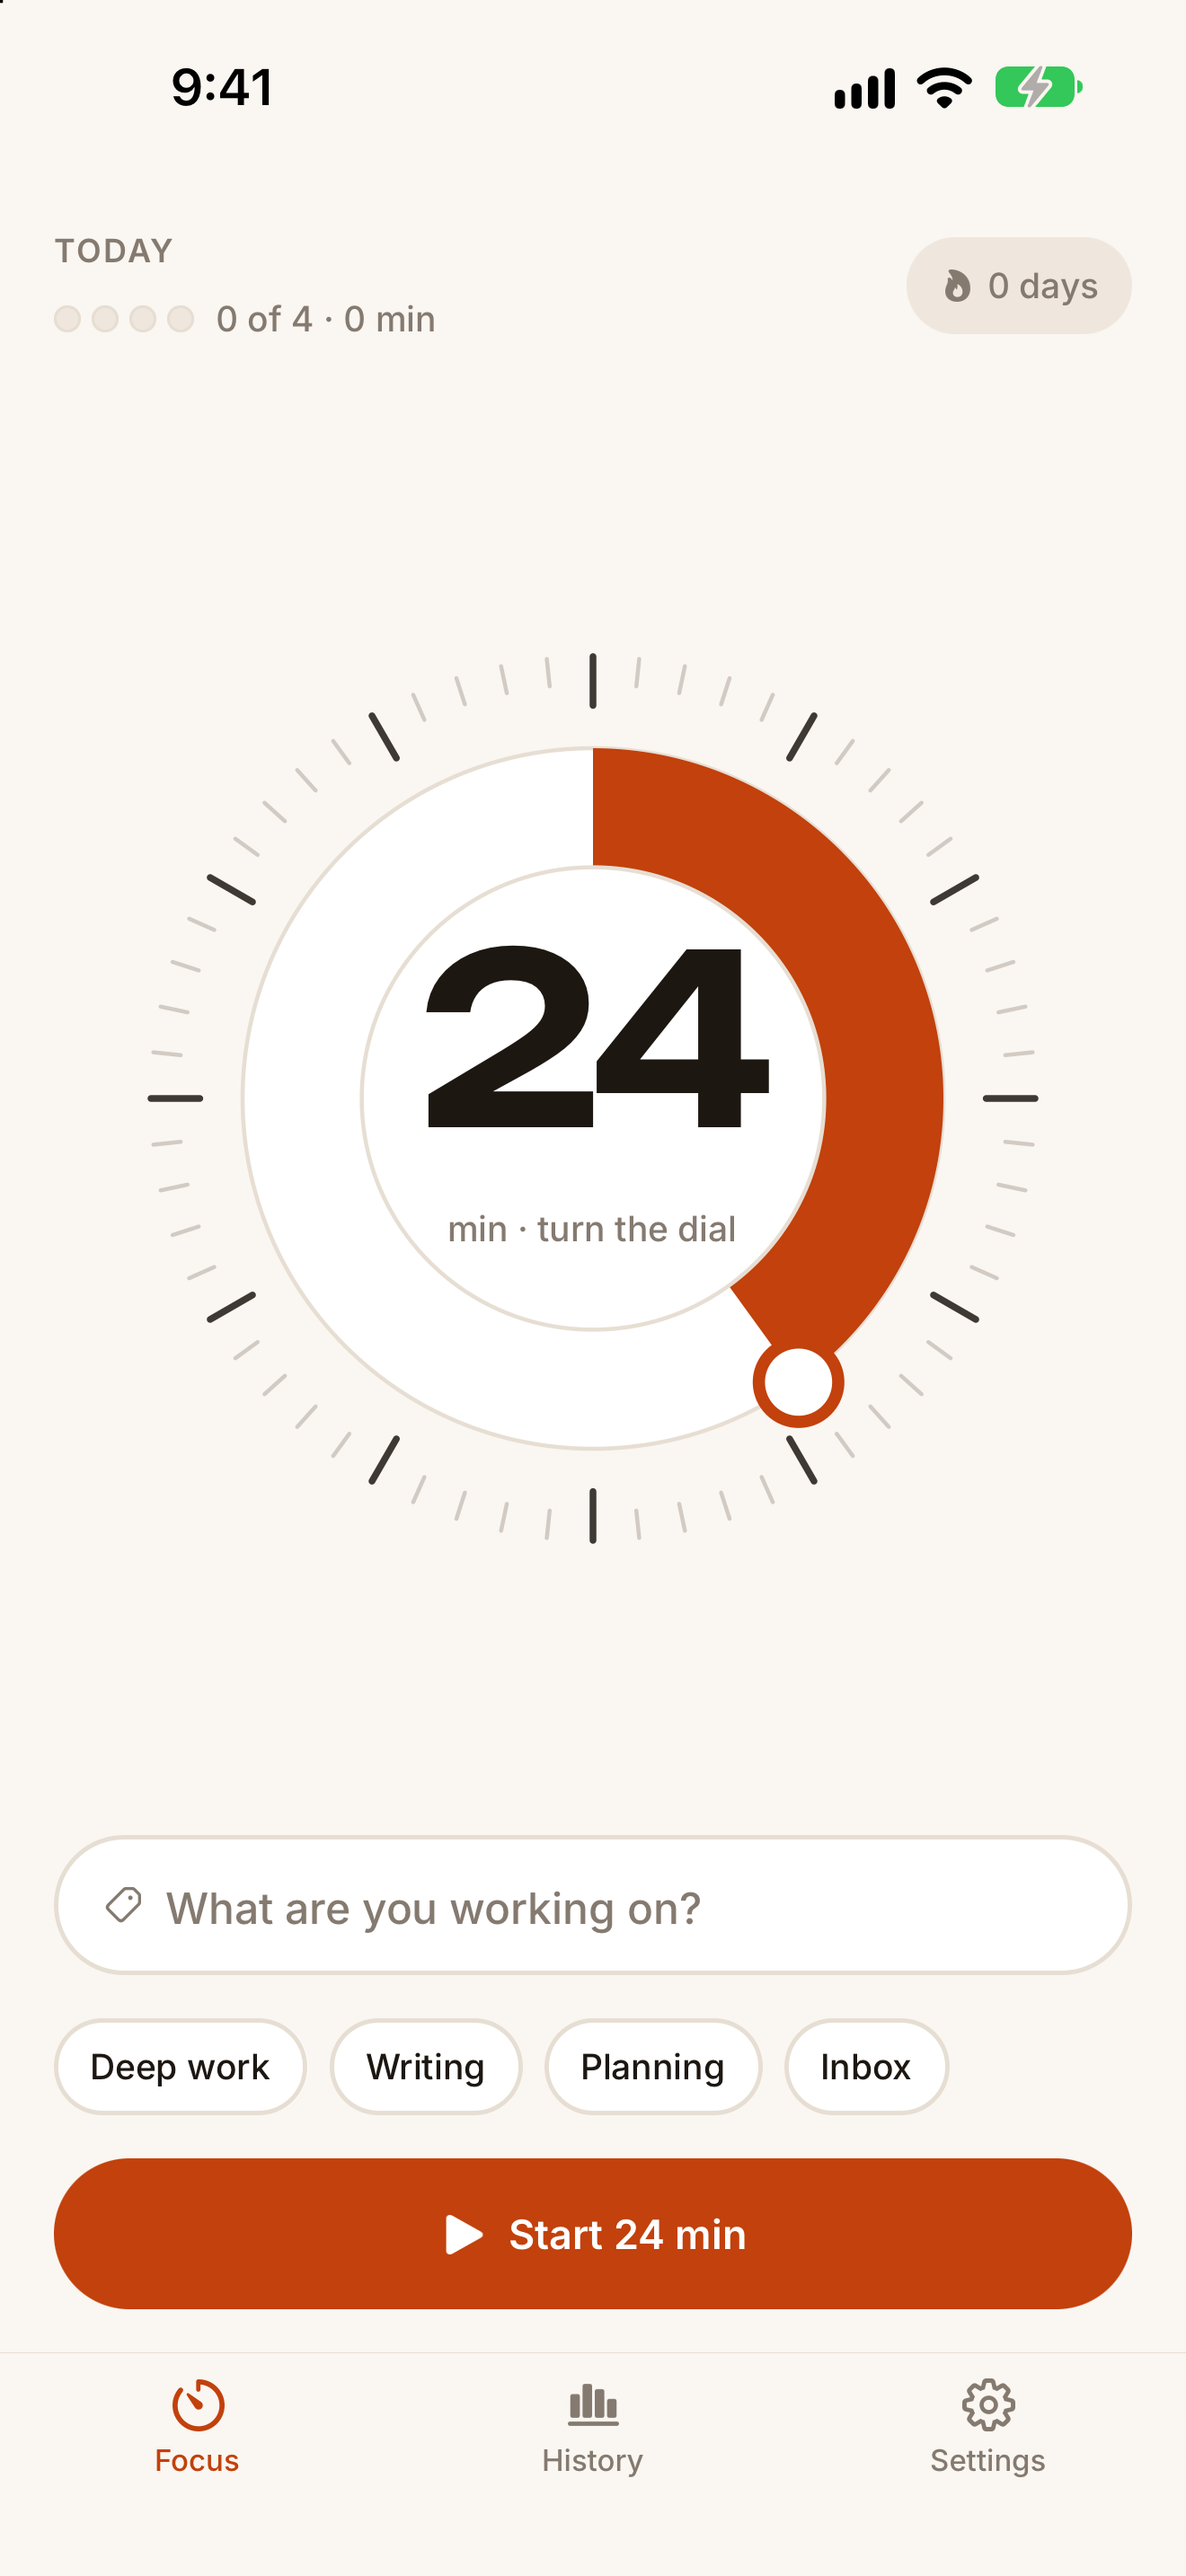 9:41
TODAY
0 of 4 · 0 min
0 days
24
min · turn the dial
What are you working on?
Deep work
Writing
Planning
Inbox
Start 24 min
Focus
History
Settings